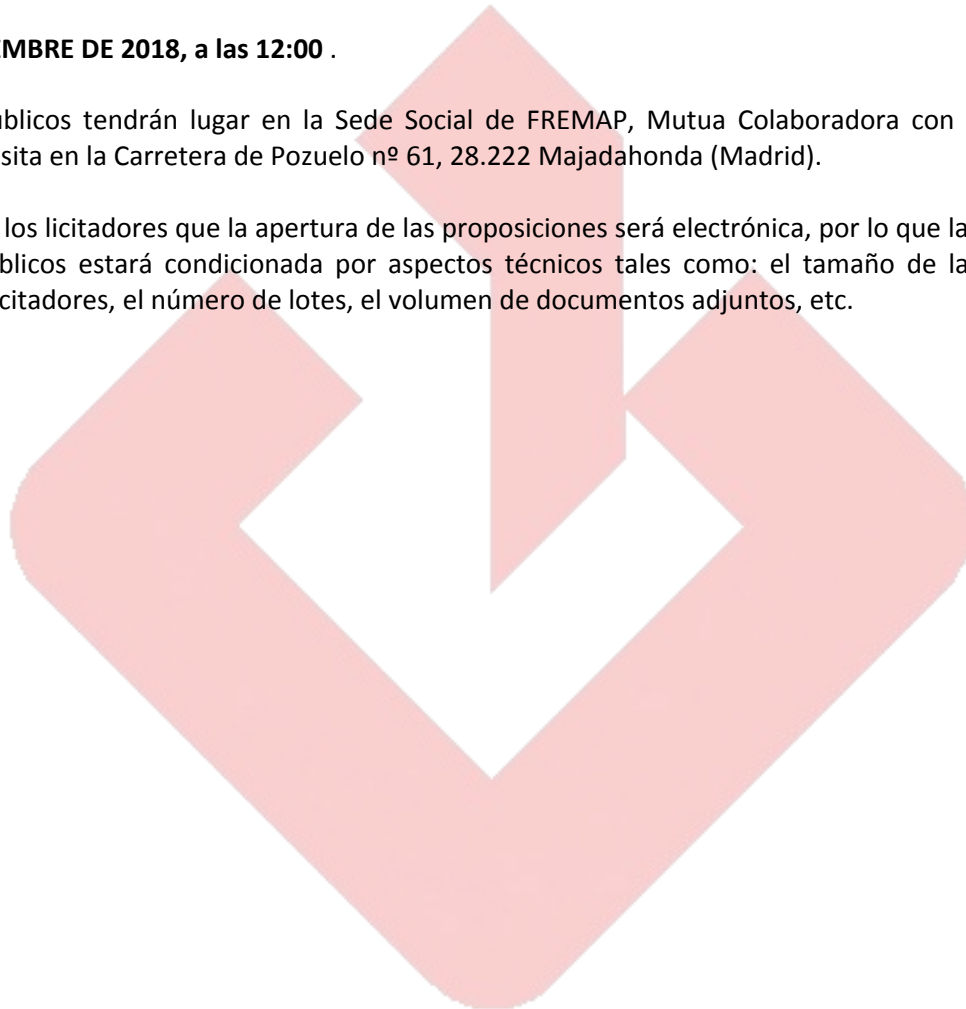 EMBRE DE 2018, a las 12:00 .
úblicos tendrán lugar en la Sede Social de FREMAP, Mutua Colaboradora con
sita en la Carretera de Pozuelo nº 61, 28.222 Majadahonda (Madrid).
los licitadores que la apertura de las proposiciones será electrónica, por lo que la
blicos estará condicionada por aspectos técnicos tales como: el tamaño de la
citadores, el número de lotes, el volumen de documentos adjuntos, etc.